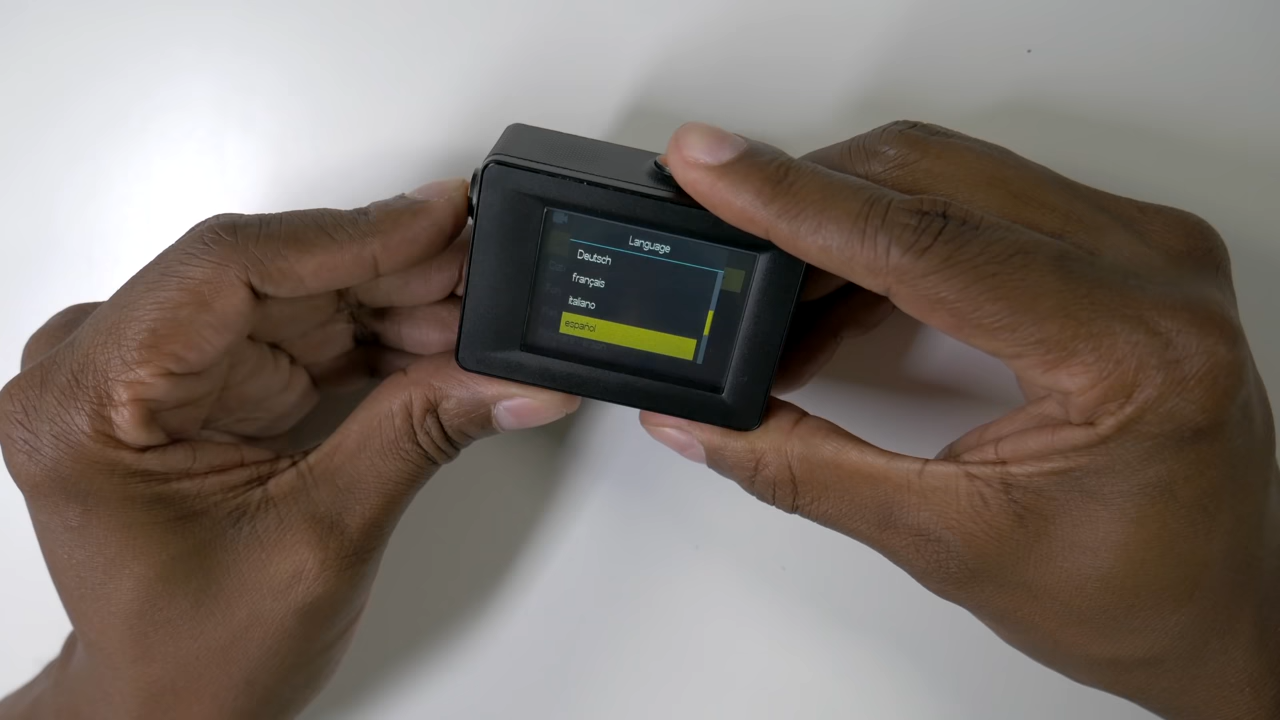 Language
Deutsch
français
italiano
español